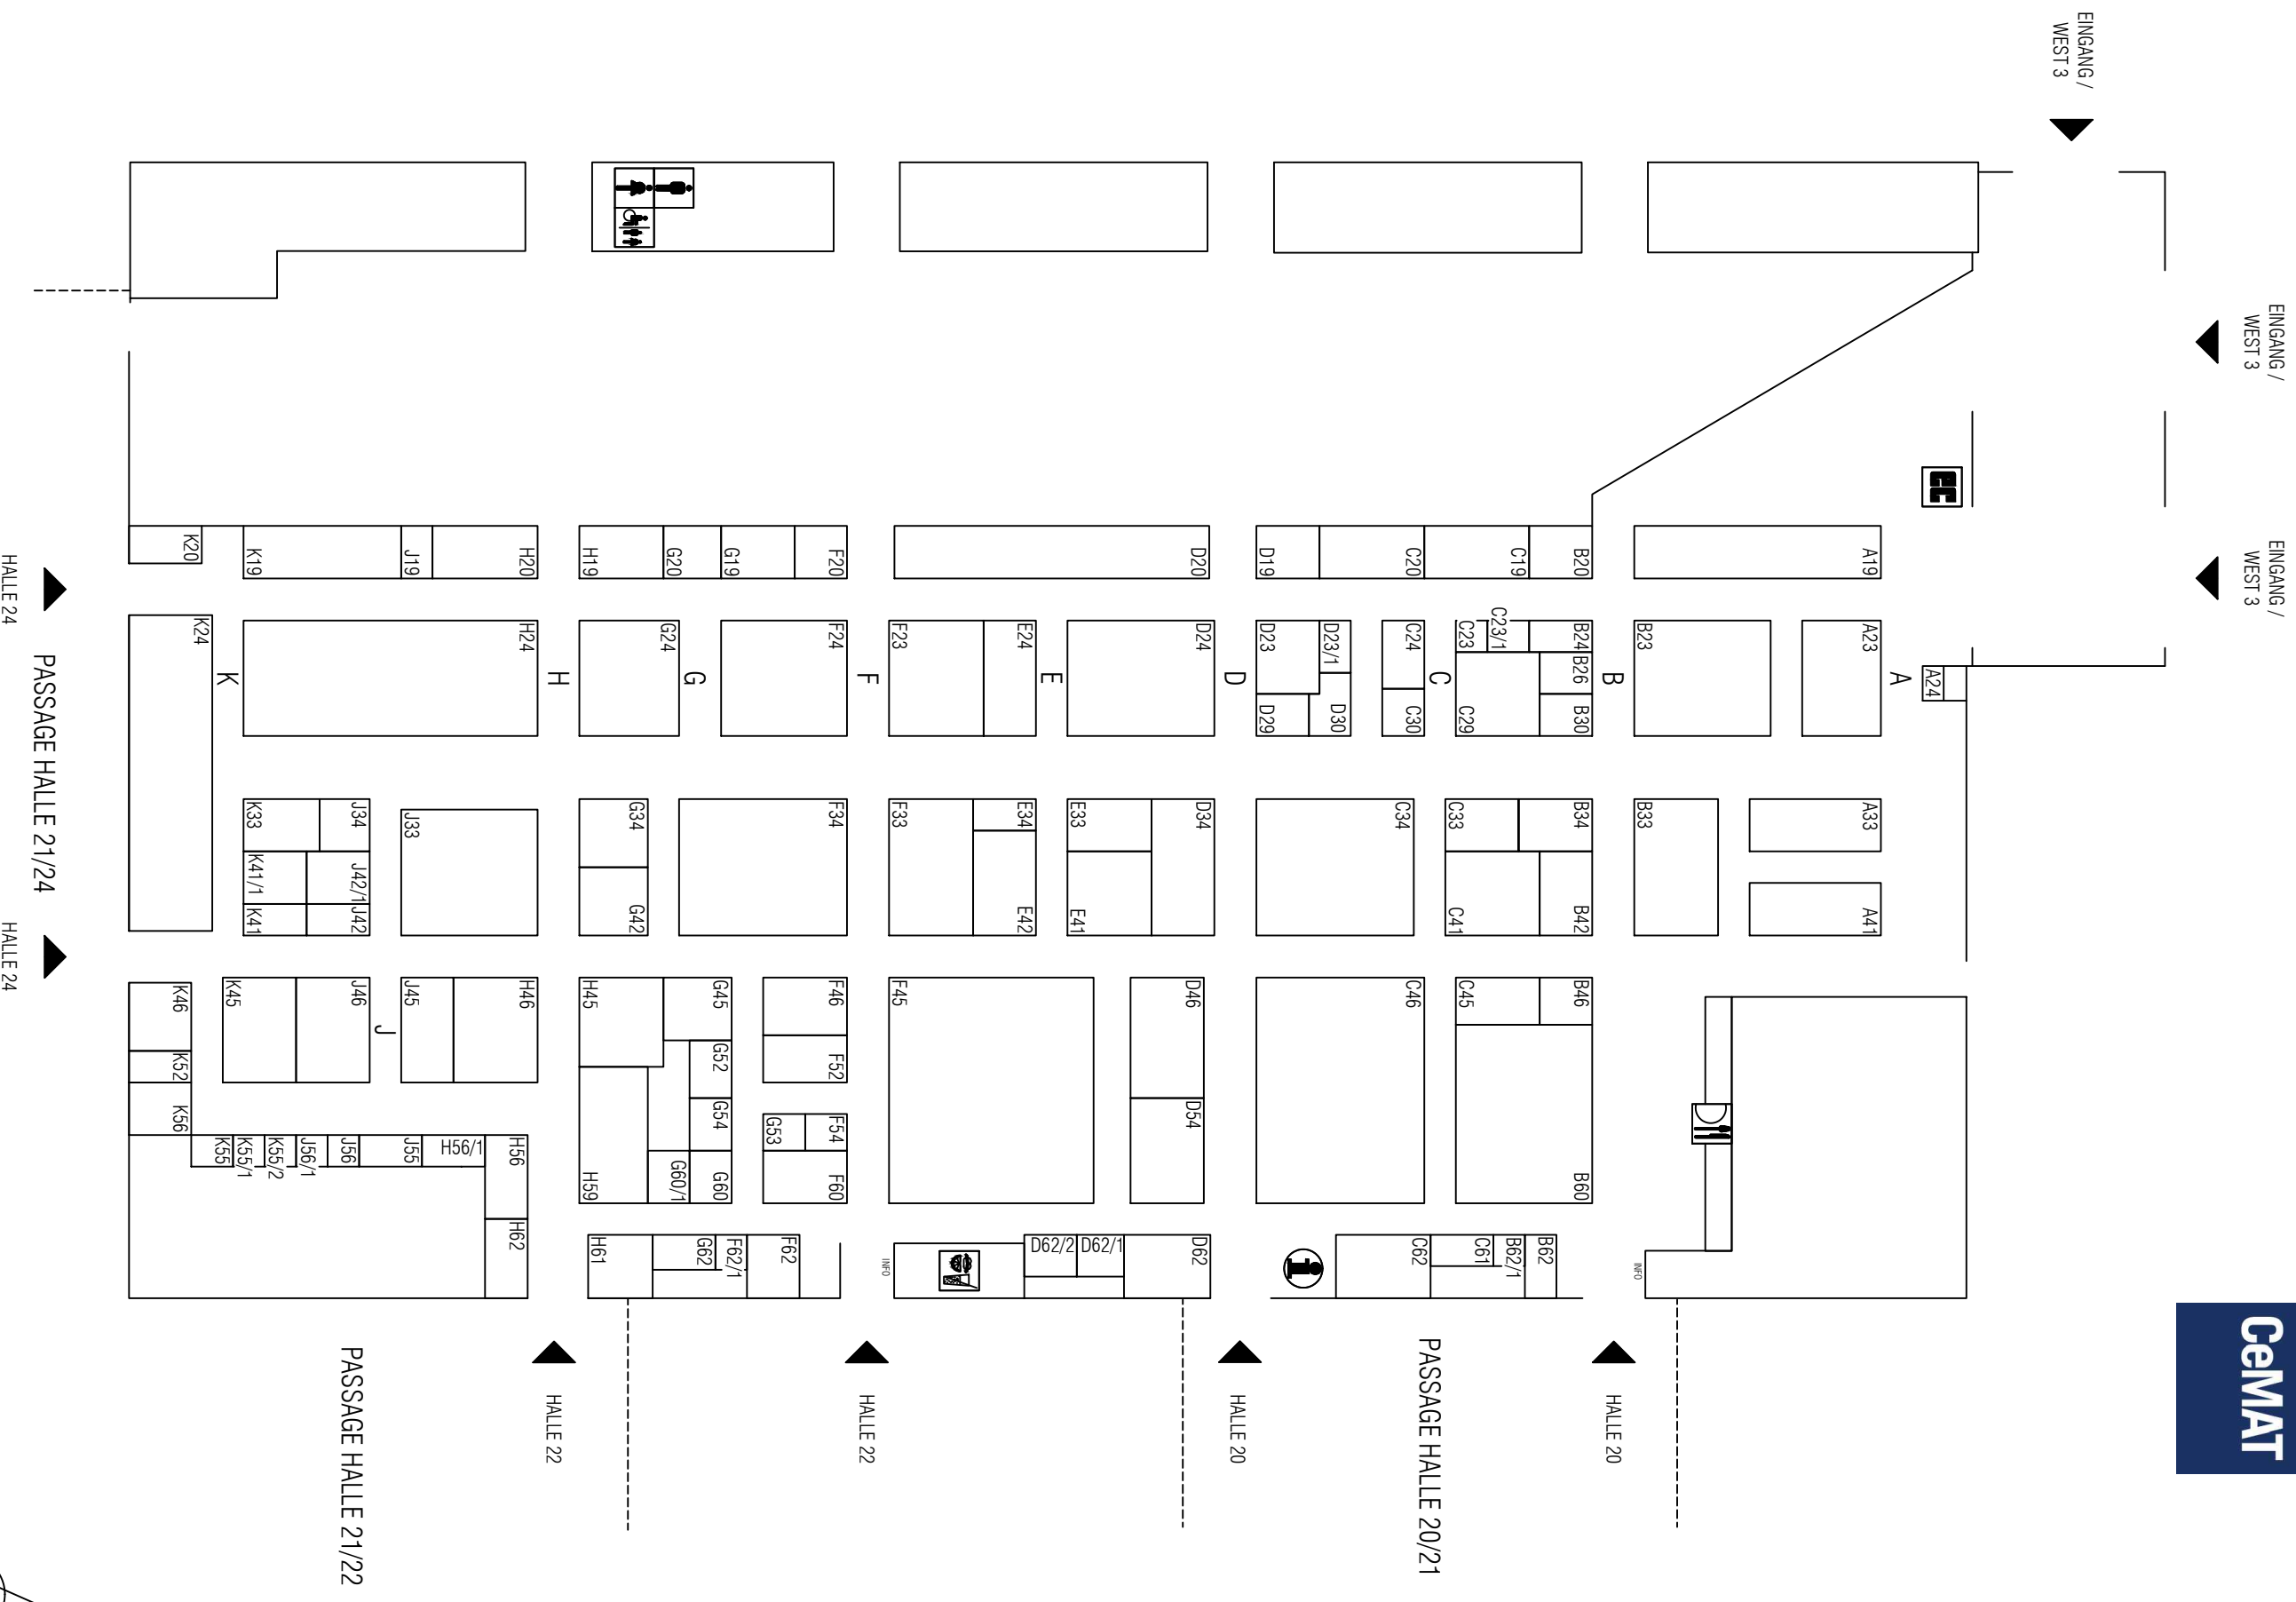 EINGANG /
WEST 3
EINGANG /
WEST 3
EINGANG /
WEST 3
K20
K19
J19
H20
H19
G20
G19
F20
D20
D19
C20
C19
B20
A19
HALLE 24
PASSAGE HALLE 21/24
HALLE 24
K24
K
H24
H
G24
G
F24
F
F23
E24
E
D24
D
D23
D23/1
D29
D30
C24
C30
C
C23
C23/1
B24
B26
C29
B30
B
B23
A23
A
A24
K33
J34
K41/1
J42/1
K41
J42
J33
G34
G42
F34
F33
E34
E42
E33
D34
E41
C34
C33
B34
C41
B42
B33
A33
A41
K46
K52
K56
K45
J46
J
J45
H46
H45
G45
G52
G54
G60
G60/1
H59
F46
F52
G53
F54
F60
F45
D46
D54
C46
C45
B46
B60
K55
K55/1
K55/2
J56/1
J56
J55
H56/1
H56
H62
H61
G62
F62/1
F62
INFO
D62/2
D62/1
D62
C62
C61
B62/1
B62
INFO
PASSAGE HALLE 21/22
HALLE 22
HALLE 22
HALLE 20
PASSAGE HALLE 20/21
HALLE 20
CeMAT